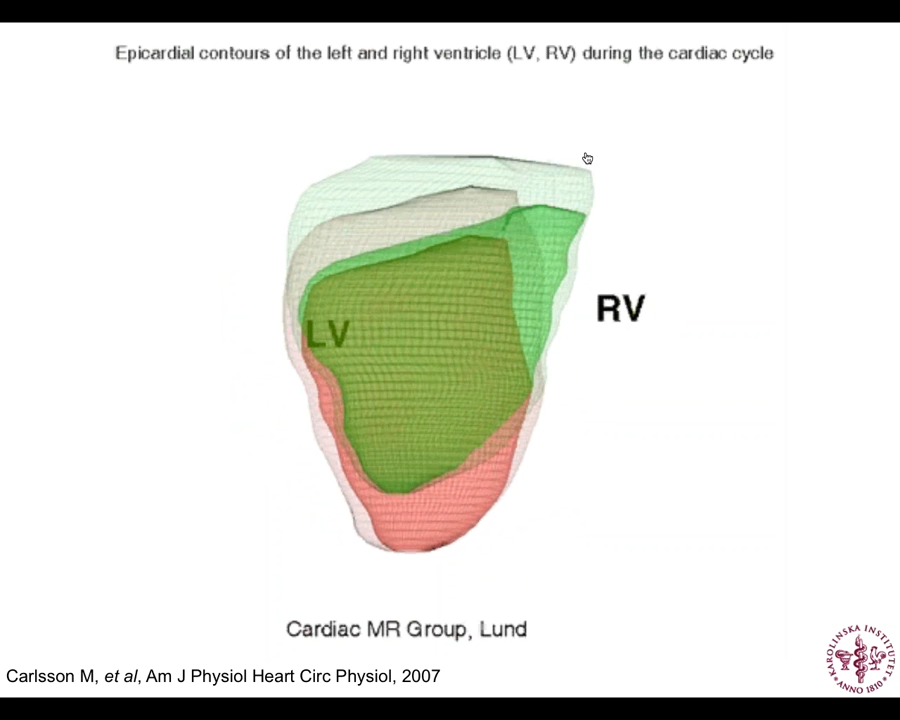 Epicardial contours of the left and right ventricle (LV, RV) during the cardiac cycle
RV
LV
Cardiac MR Group, Lund
Carlsson M, et al, Am J Physiol Heart Circ Physiol, 2007
KAROLINSKA INSTITUTET
ANNO 1810